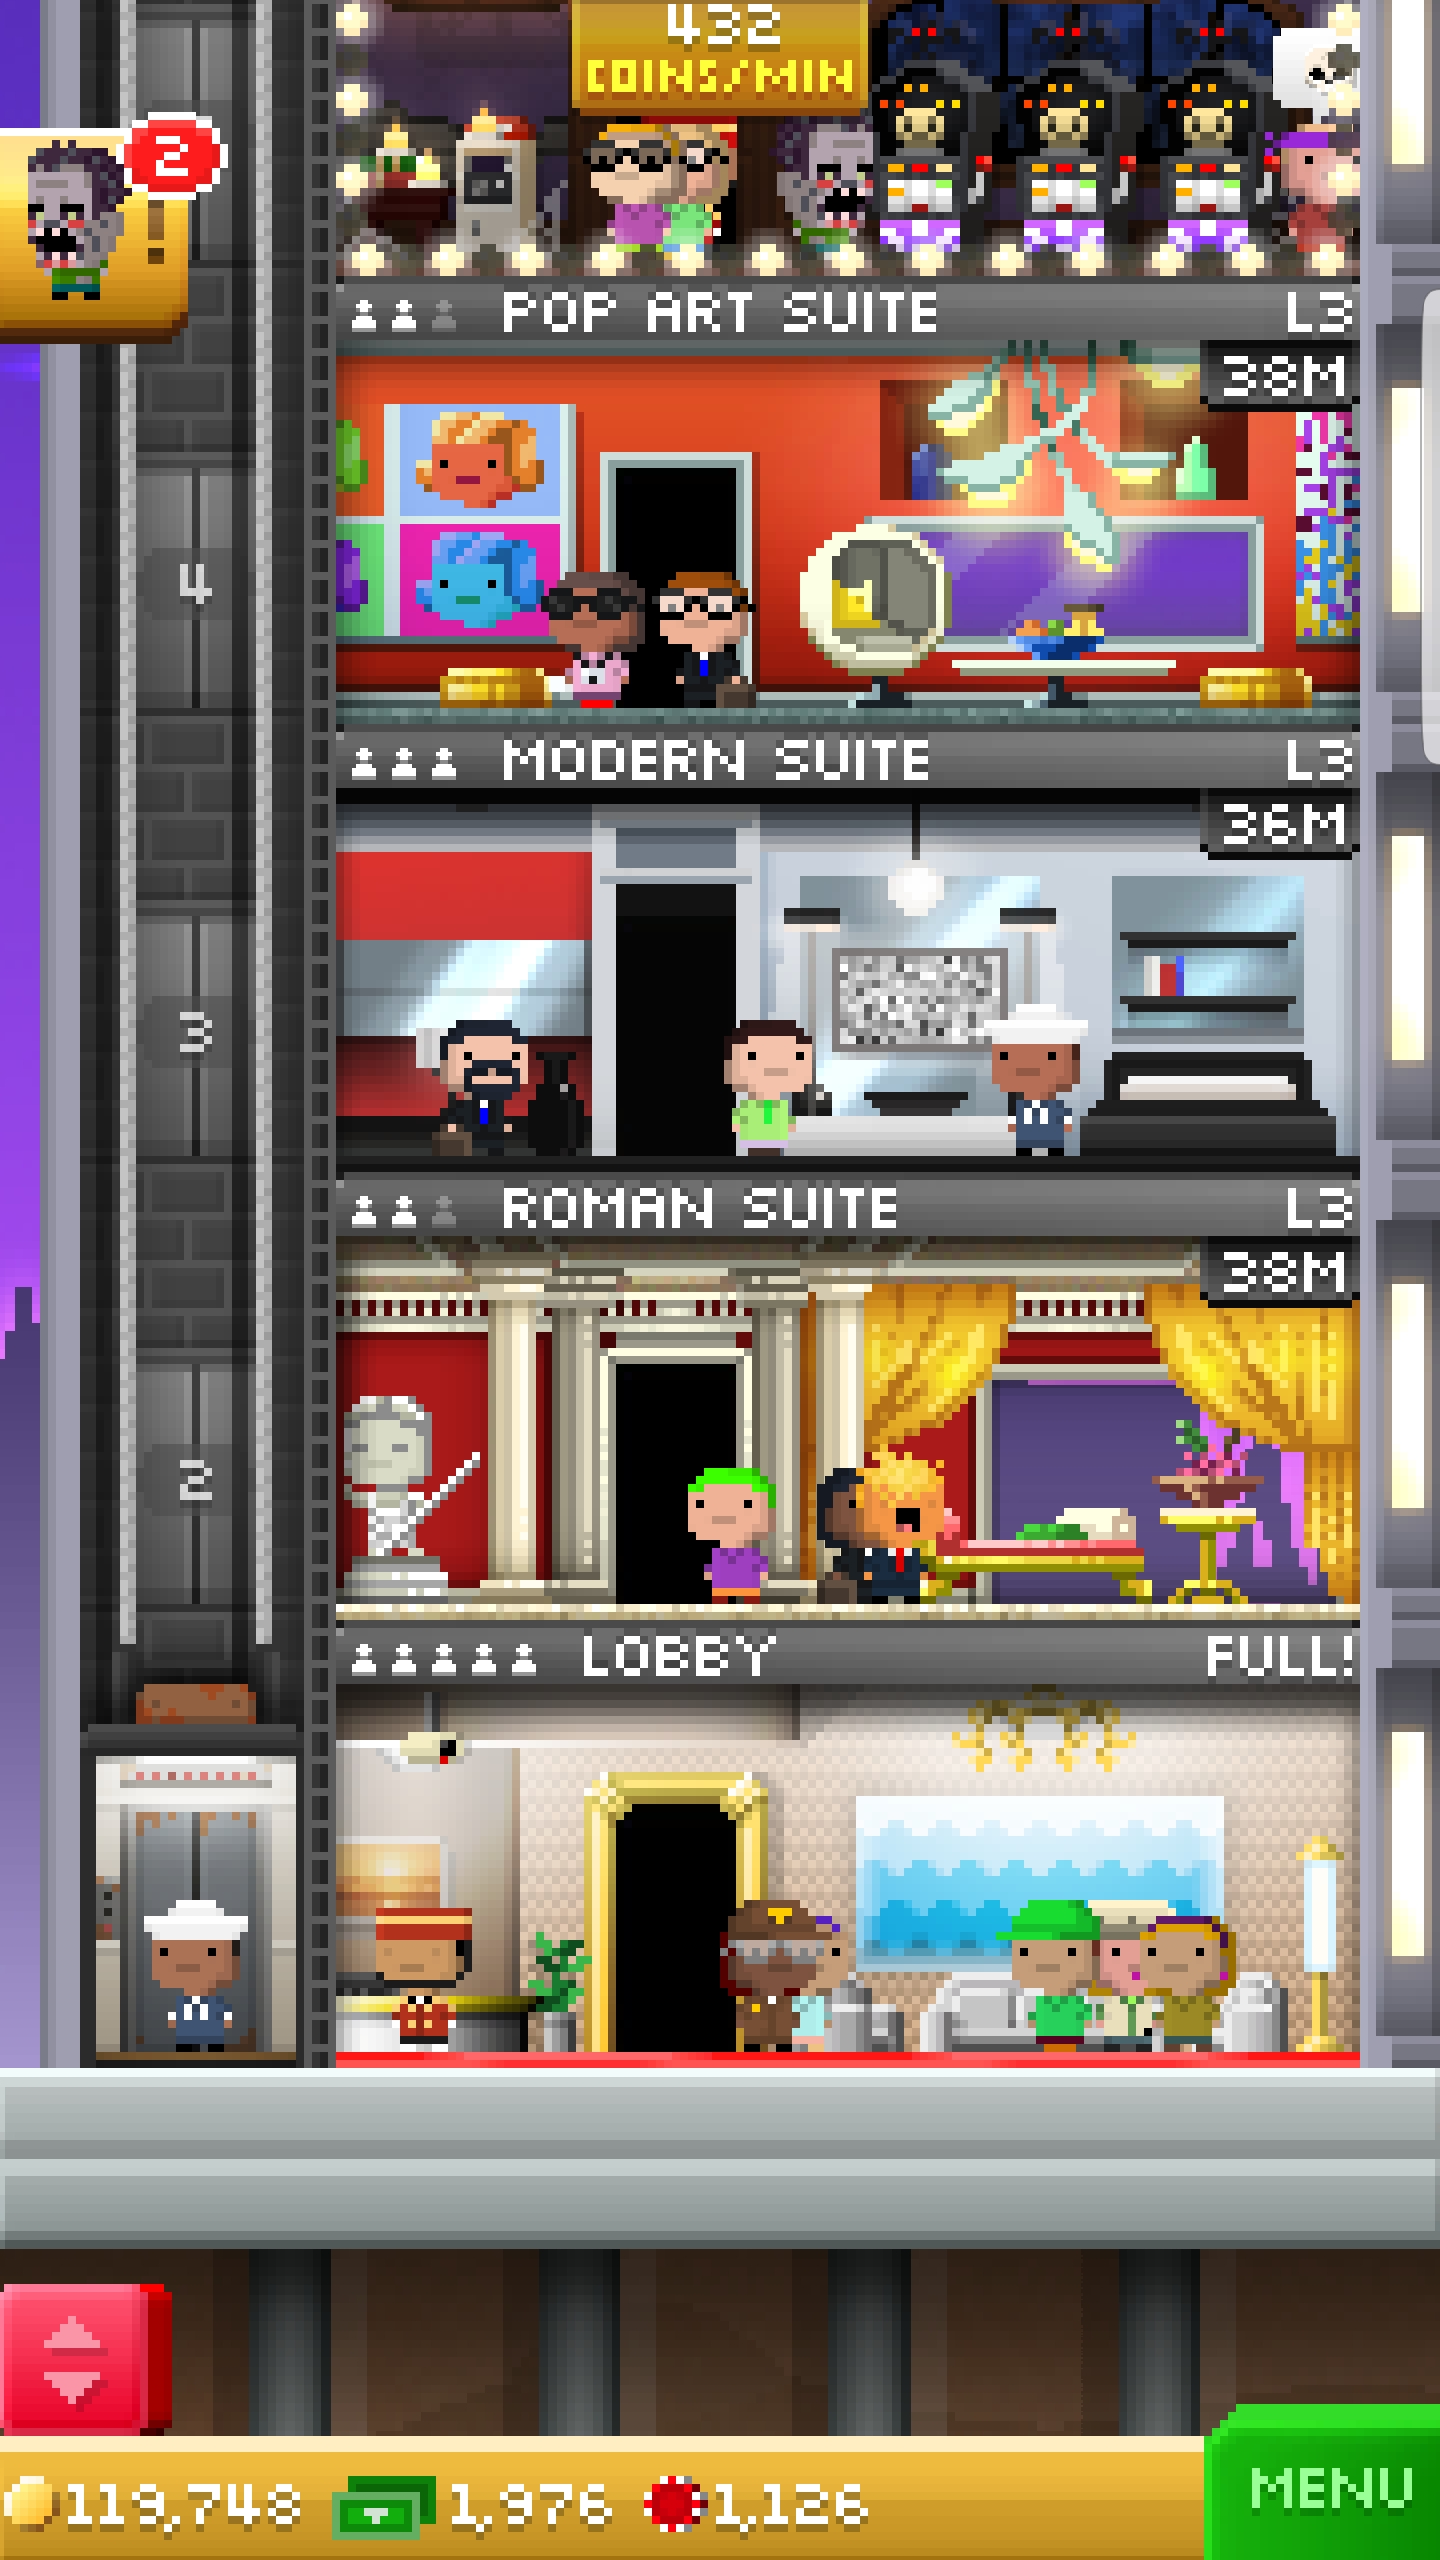 432
COINS/MIN
2
!
POP ART SUITE L3
38M
4
MODERN SUITE L3
36M
3
ROMAN SUITE L3
38M
2
LOBBY FULL!
119,748 1,976 1,126
MENU